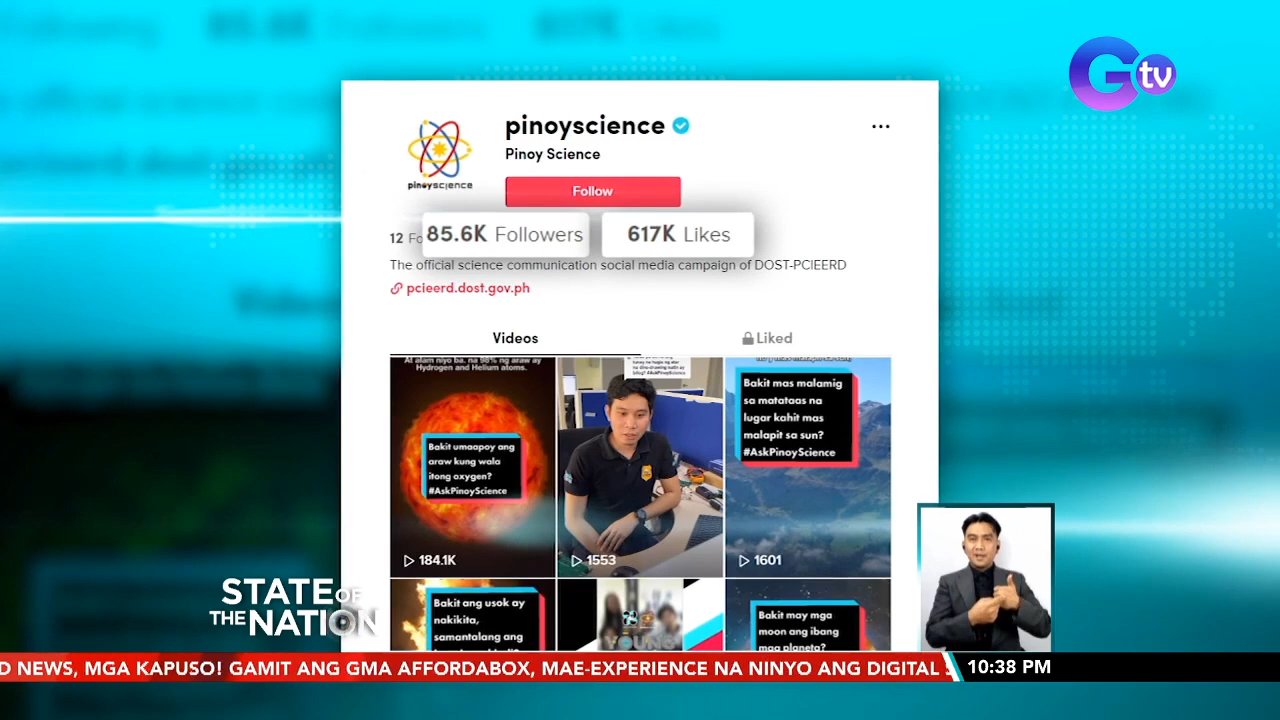 Gtv
pinoyscience
Pinoy Science
pinoyscience
Follow
12 Fo
85.6K Followers
617K Likes
The official science communication social media campaign of DOST-PCIEERD
pcieerd.dost.gov.ph
Videos
Liked
At alam niyo ba, na 98% ng araw ay
Hydrogen and Helium atoms.
Bakit umaapoy ang
araw kung wala
itong oxygen?
#AskPinoyScience
184.1K
1553
Bakit mas malamig
sa matataas na
lugar kahit mas
malapit sa sun?
#AskPinoyScience
1601
Bakit ang usok ay
nakikita,
samantalang ang
YOUNG
Bakit may mga
moon ang ibang
mga planeta?
STATE OF
THE NATION
D NEWS, MGA KAPUSO! GAMIT ANG GMA AFFORDABOX, MAE-EXPERIENCE NA NINYO ANG DIGITAL
10:38 PM